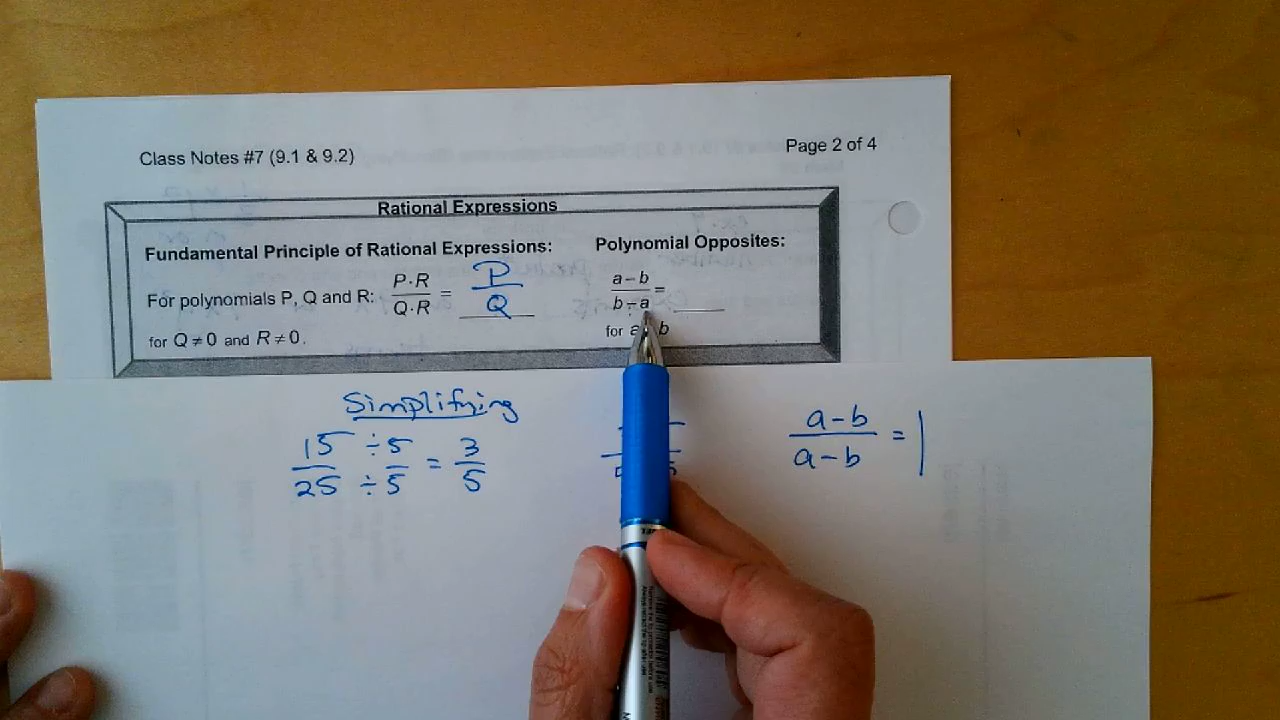 Class Notes #7 (9.1 & 9.2)
Page 2 of 4
Rational Expressions
Fundamental Principle of Rational Expressions:
For polynomials P, Q and R: P·R / Q·R = P / Q
for Q ≠ 0 and R ≠ 0.
Polynomial Opposites:
a – b / b – a =
for a b
Simplifying
15 ÷ 5 / 25 ÷ 5 = 3 / 5
a – b / a – b = 1